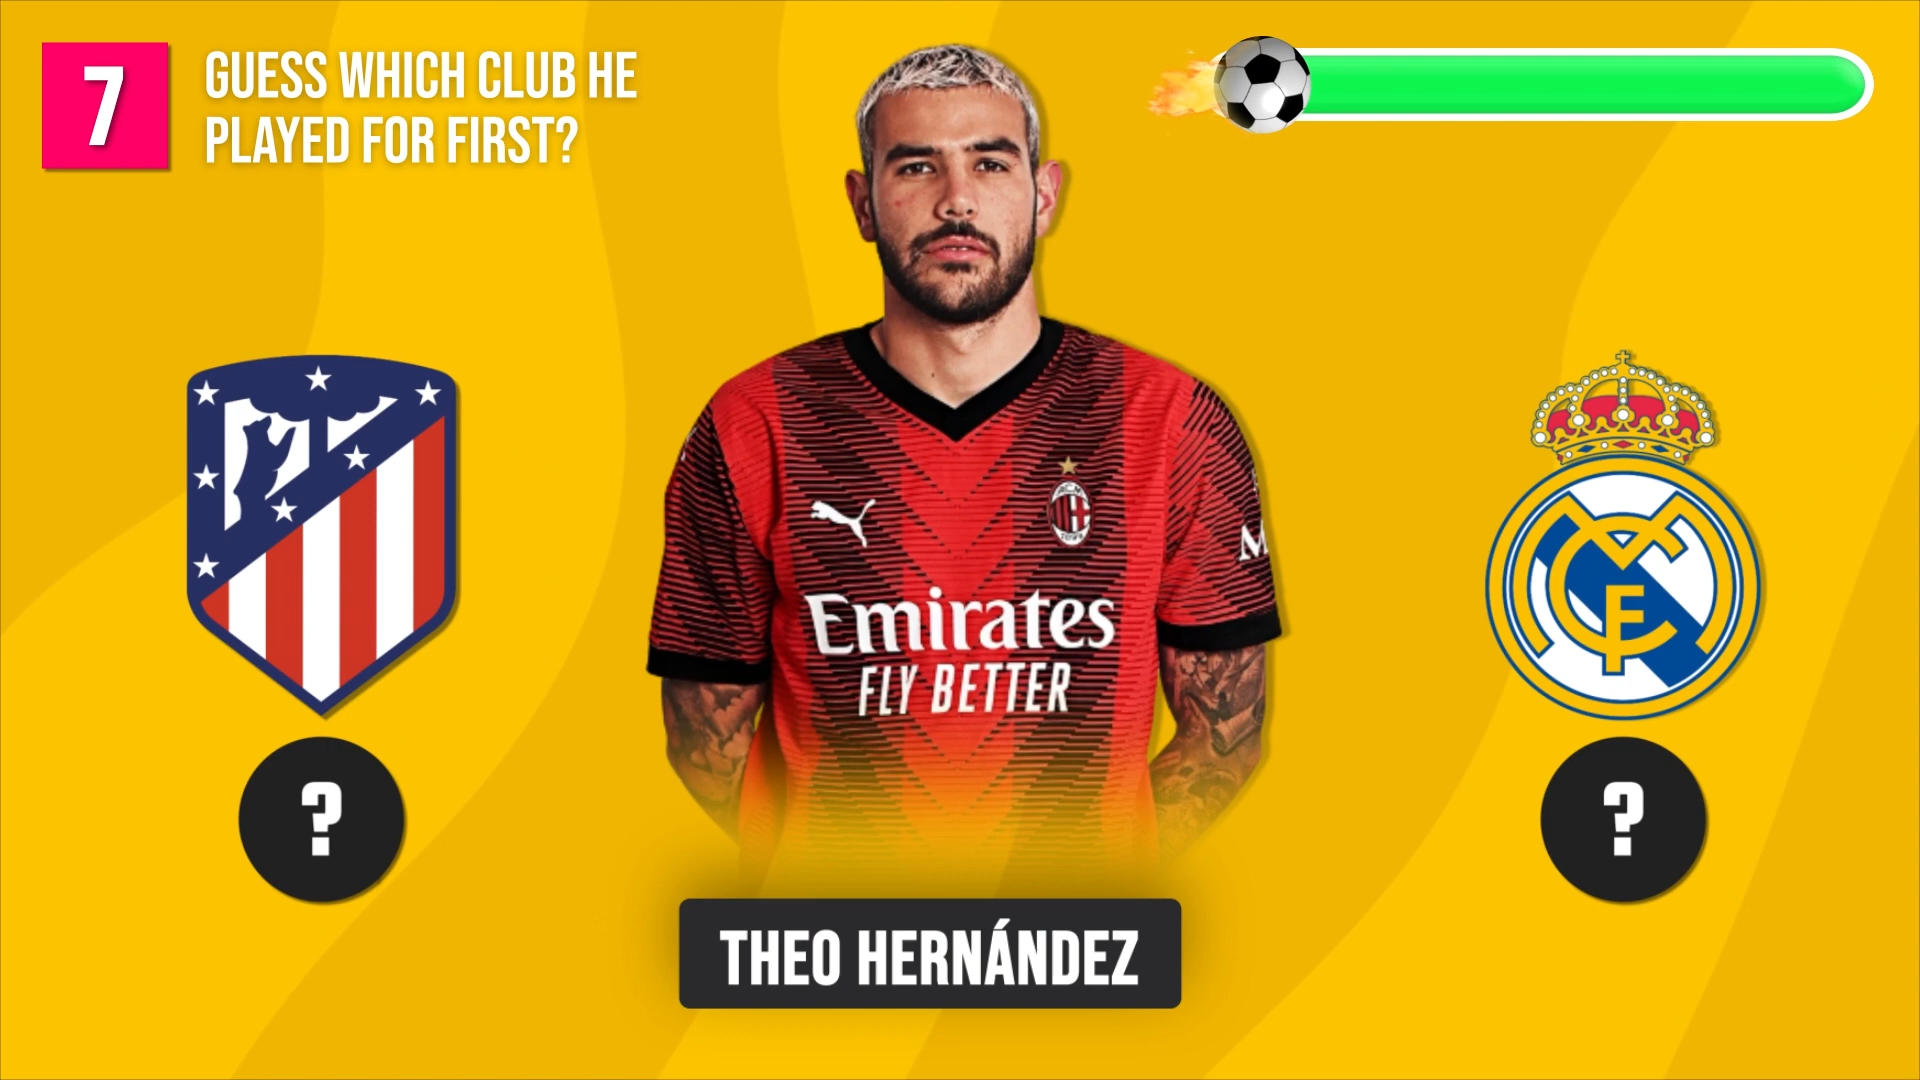 7
GUESS WHICH CLUB HE
PLAYED FOR FIRST?
M
Emirates
FLY BETTER
?
?
THEO HERNÁNDEZ